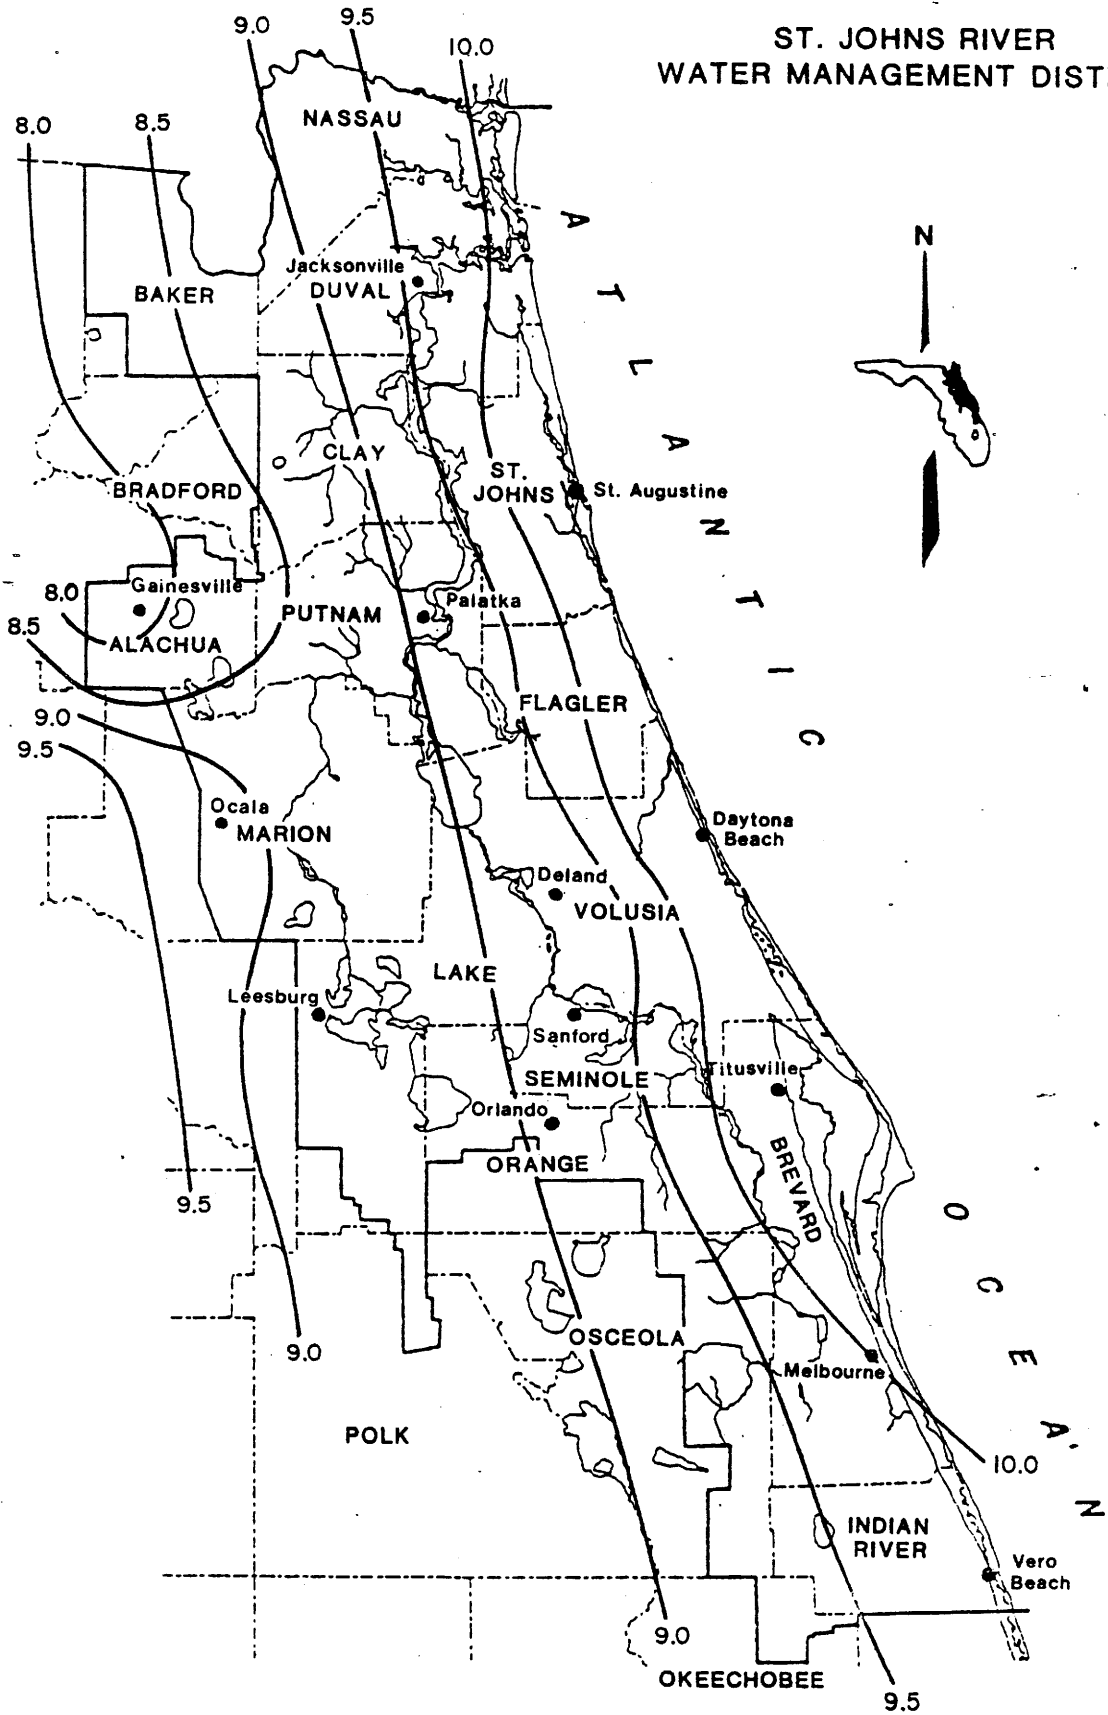 ST. JOHNS RIVER
WATER MANAGEMENT DIST
9.0
9.5
10.0
8.0
8.5
NASSAU
ATLANTIC
N
Jacksonville
DUVAL
BAKER
CLAY
ST.
JOHNS
St. Augustine
BRADFORD
Gainesville
8.0
8.5
ALACHUA
PUTNAM
Palatka
FLAGLER
9.0
9.5
Ocala
MARION
Daytona
Beach
Deland
VOLUSIA
LAKE
Leesburg
Sanford
SEMINOLE
Titusville
Orlando
ORANGE
BREVARD
9.5
OCEAN
9.0
OSCEOLA
Melbourne
POLK
10.0
INDIAN
RIVER
Vero
Beach
9.0
OKEECHOBEE
9.5